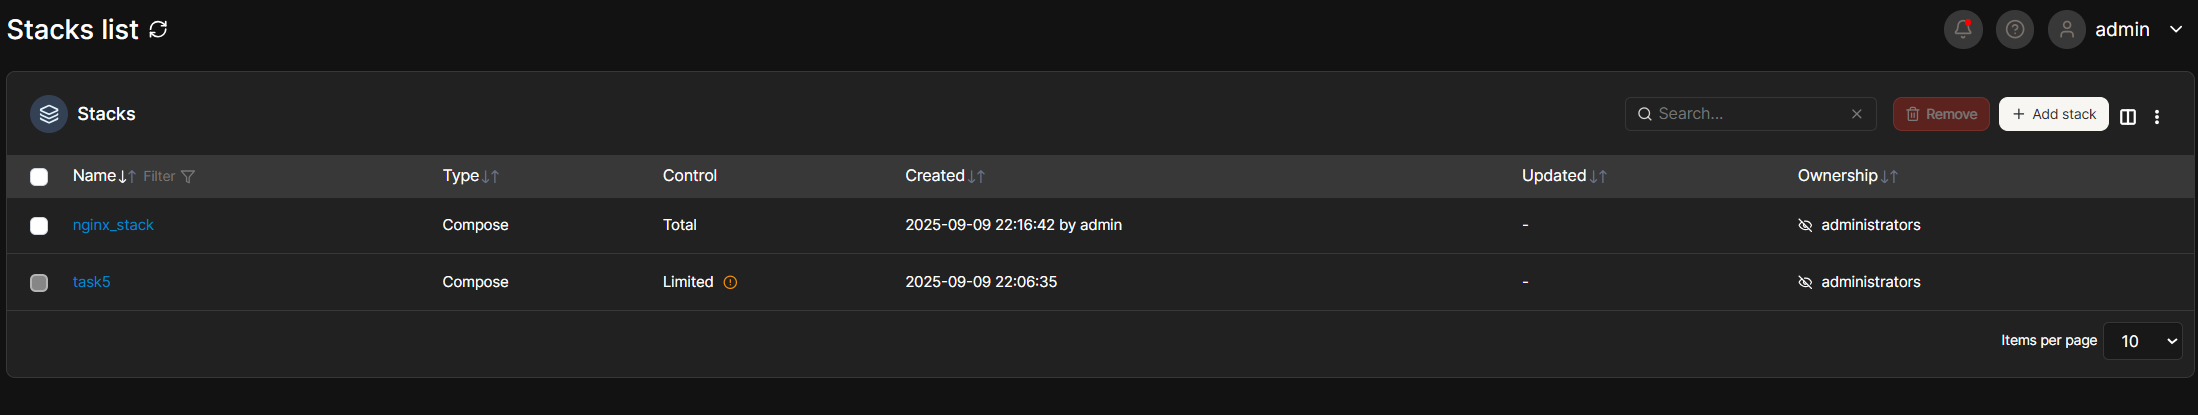 Stacks list
admin
Stacks
Search...
Remove
+ Add stack
Name Filter Type Control Created Updated Ownership
nginx_stack Compose Total 2025-09-09 22:16:42 by admin - administrators
task5 Compose Limited 2025-09-09 22:06:35 - administrators
Items per page 10